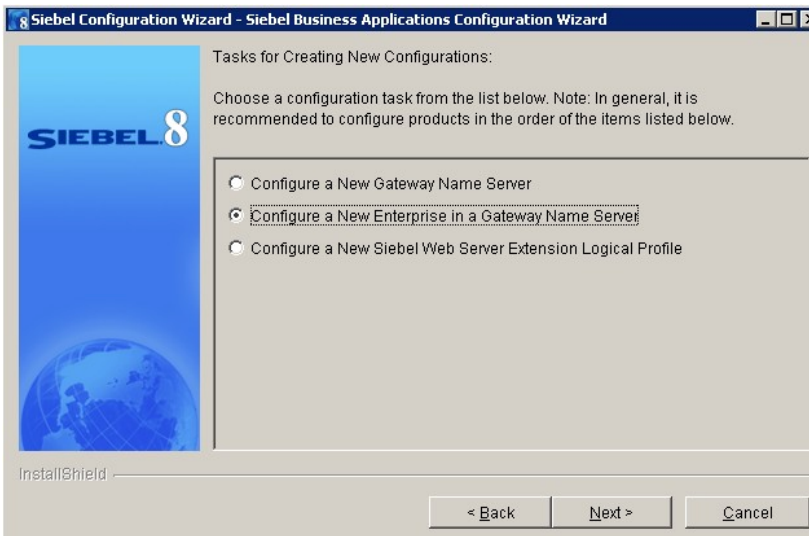 8 Siebel Configuration Wizard - Siebel Business Applications Configuration Wizard
SIEBEL.8
Tasks for Creating New Configurations:
Choose a configuration task from the list below. Note: In general, it is
recommended to configure products in the order of the items listed below.
Configure a New Gateway Name Server
Configure a New Enterprise in a Gateway Name Server
Configure a New Siebel Web Server Extension Logical Profile
InstallShield
< Back
Next >
Cancel